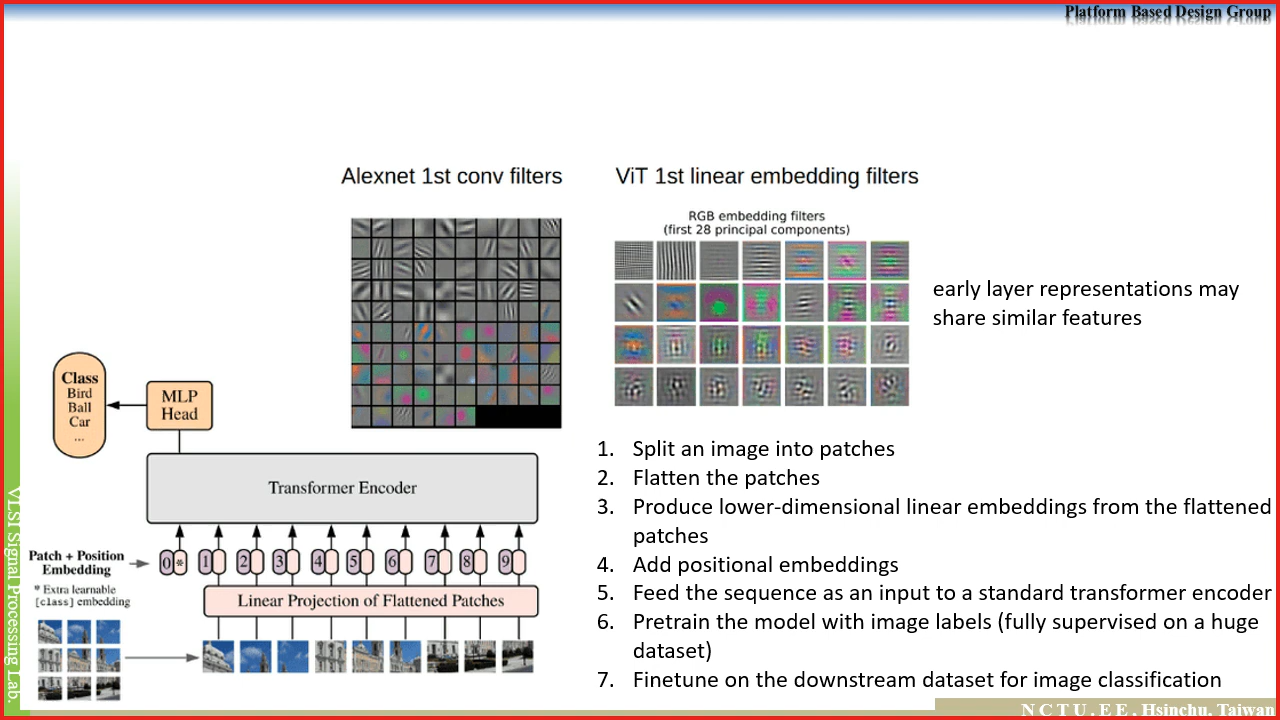 Platform Based Design Group
Alexnet 1st conv filters
ViT 1st linear embedding filters
RGB embedding filters
(first 28 principal components)
early layer representations may
share similar features
Class
Bird
Ball
Car
...
MLP
Head
Transformer Encoder
Patch + Position
Embedding
0 * 1 2 3 4 5 6 7 8 9
* Extra learnable
[class] embedding
Linear Projection of Flattened Patches
1. Split an image into patches
2. Flatten the patches
3. Produce lower-dimensional linear embeddings from the flattened
patches
4. Add positional embeddings
5. Feed the sequence as an input to a standard transformer encoder
6. Pretrain the model with image labels (fully supervised on a huge
dataset)
7. Finetune on the downstream dataset for image classification
VLSI Signal Processing Lab.
N C T U . E E , Hsinchu, Taiwan